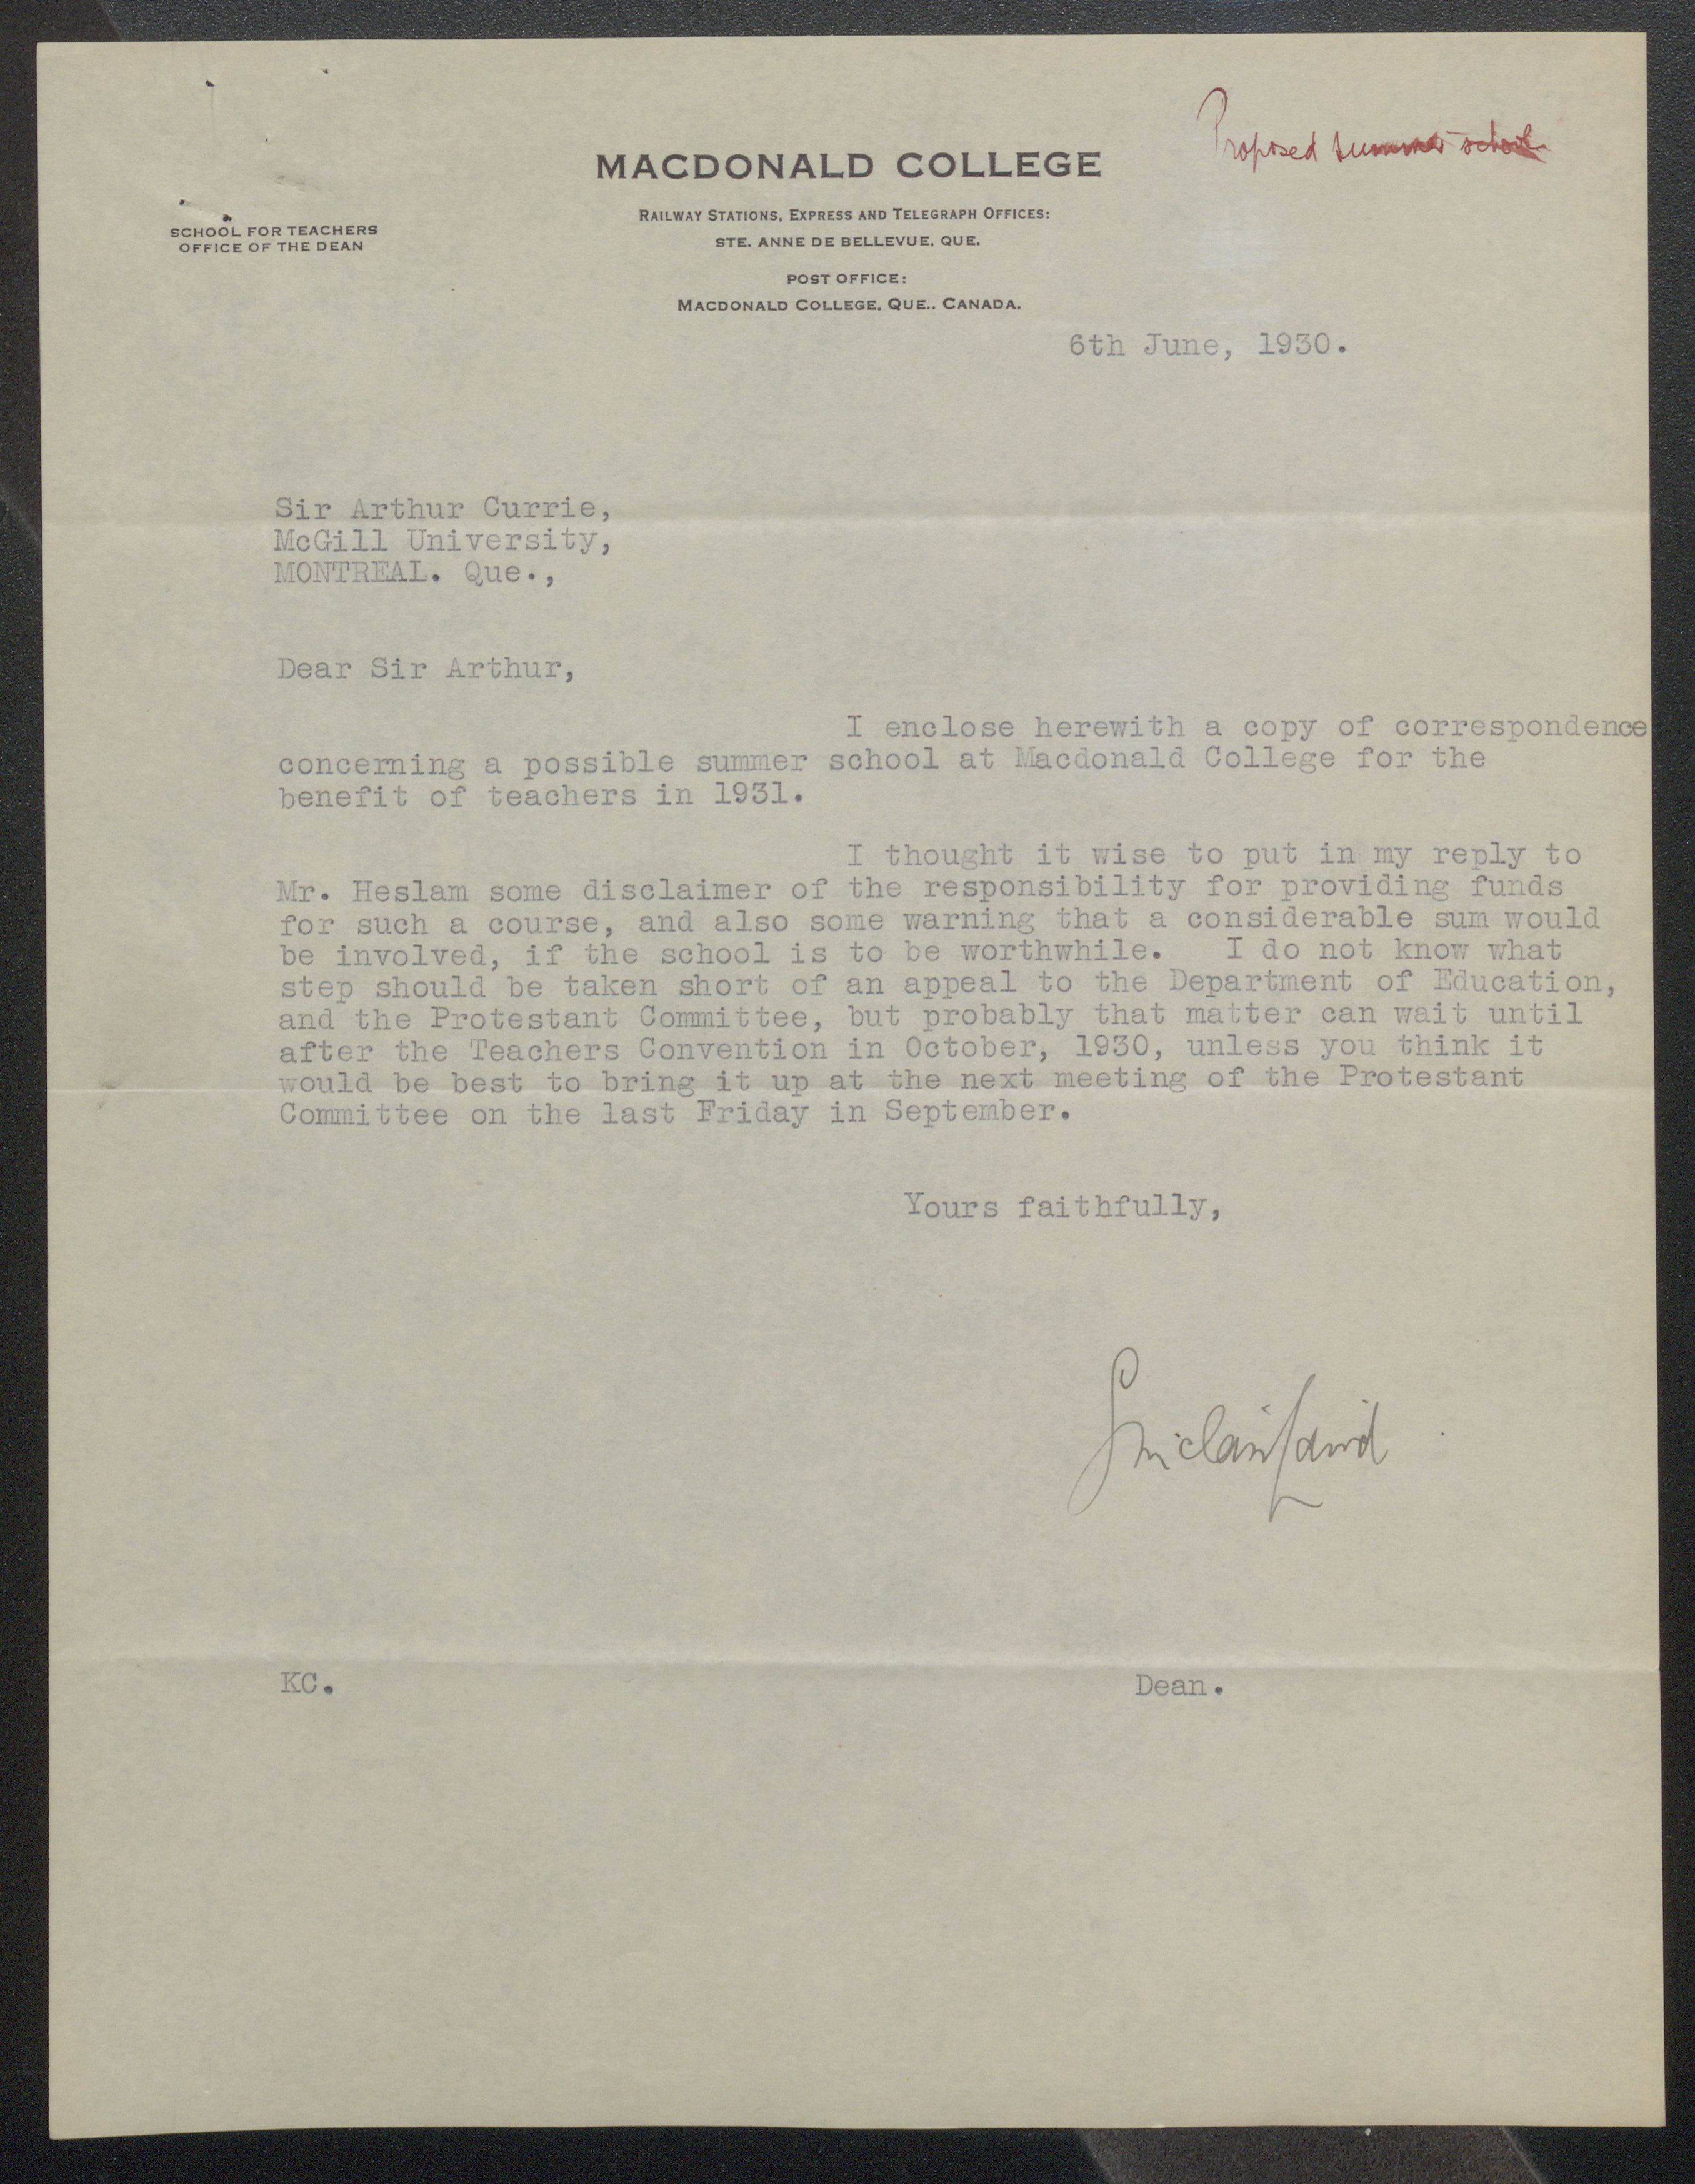 Proposed summer school
MACDONALD COLLEGE
RAILWAY STATIONS, EXPRESS AND TELEGRAPH OFFICES:
STE. ANNE DE BELLEVUE, QUE.
POST OFFICE:
MACDONALD COLLEGE, QUE., CANADA.
SCHOOL FOR TEACHERS
OFFICE OF THE DEAN
6th June, 1930.
Sir Arthur Currie,
McGill University,
MONTREAL. Que.,
Dear Sir Arthur,
I enclose herewith a copy of correspondence
concerning a possible summer school at Macdonald College for the
benefit of teachers in 1931.
I thought it wise to put in my reply to
Mr. Heslam some disclaimer of the responsibility for providing funds
for such a course, and also some warning that a considerable sum would
be involved, if the school is to be worthwhile. I do not know what
step should be taken short of an appeal to the Department of Education,
and the Protestant Committee, but probably that matter can wait until
after the Teachers Convention in October, 1930, unless you think it
would be best to bring it up at the next meeting of the Protestant
Committee on the last Friday in September.
Yours faithfully,
Sinclair Laird
KC.
Dean.